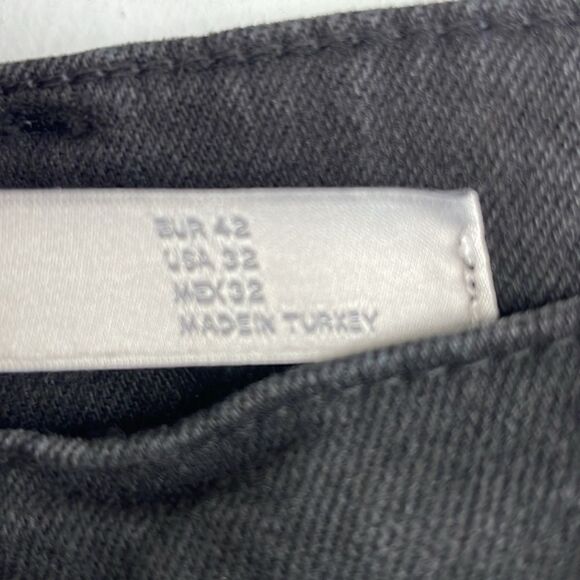 EUR 42
USA 32
MEX 32
MADE IN TURKEY